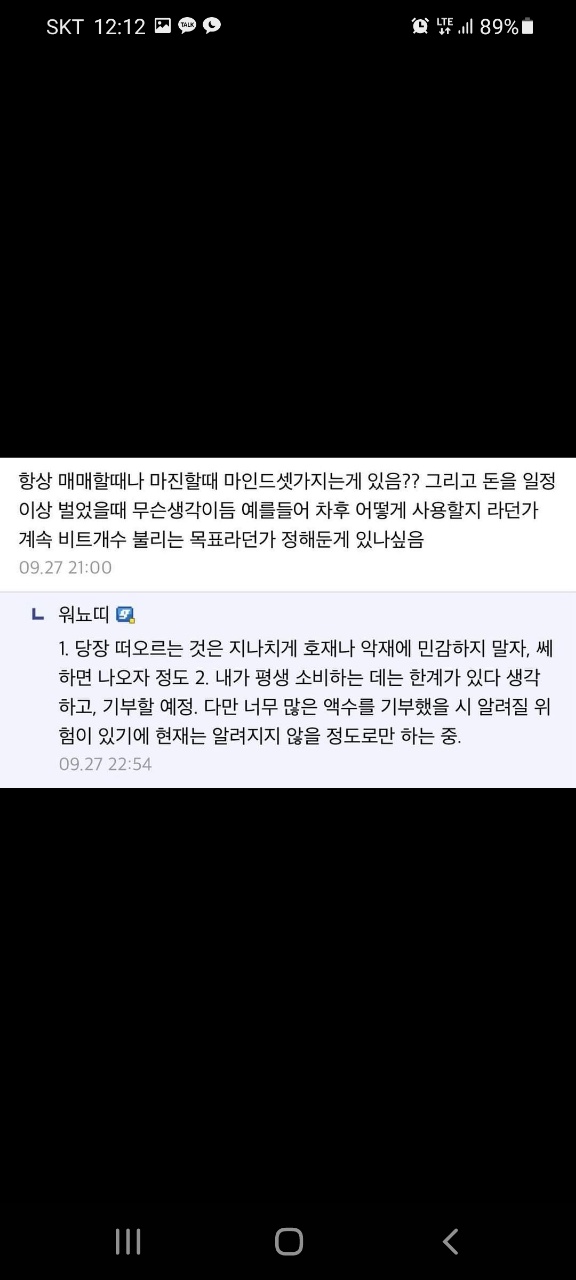 SKT 12:12 TALK LTE 89%
항상 매매할때나 마진할때 마인드셋가지는게 있음?? 그리고 돈을 일정
이상 벌었을때 무슨생각이듬 예를들어 차후 어떻게 사용할지 라던가
계속 비트개수 불리는 목표라던가 정해둔게 있나싶음
09.27 21:00
ㄴ 워뇨띠
1. 당장 떠오르는 것은 지나치게 호재나 악재에 민감하지 말자, 쎄
하면 나오자 정도 2. 내가 평생 소비하는 데는 한계가 있다 생각
하고, 기부할 예정. 다만 너무 많은 액수를 기부했을 시 알려질 위
험이 있기에 현재는 알려지지 않을 정도로만 하는 중.
09.27 22:54